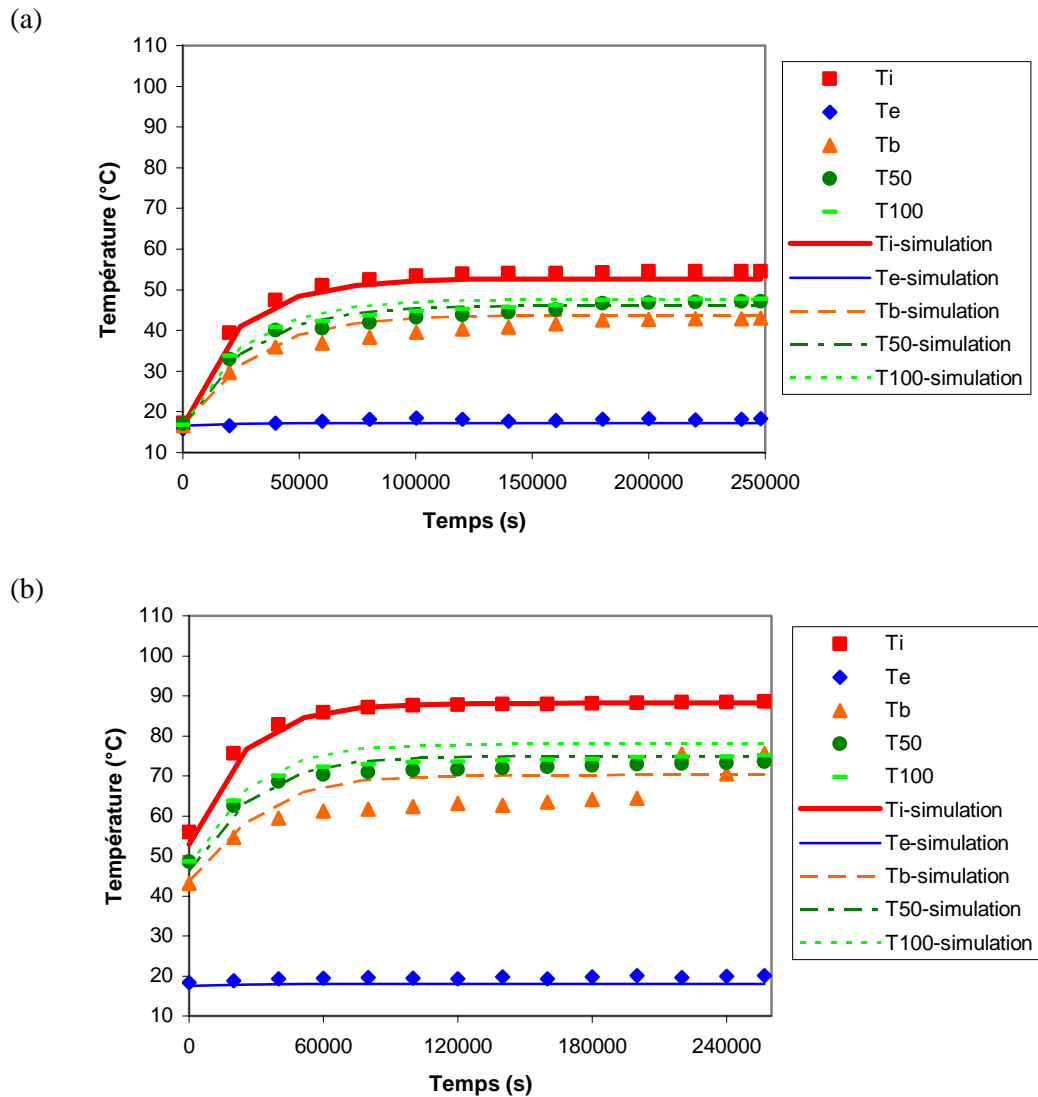 (a)
110
100
90
80
70
60
50
40
30
20
10
Température (°C)
0
50000
100000
150000
200000
250000
Temps (s)
Ti
Te
Tb
T50
T100
Ti-simulation
Te-simulation
Tb-simulation
T50-simulation
T100-simulation
(b)
110
100
90
80
70
60
50
40
30
20
10
Température (°C)
0
60000
120000
180000
240000
Temps (s)
Ti
Te
Tb
T50
T100
Ti-simulation
Te-simulation
Tb-simulation
T50-simulation
T100-simulation